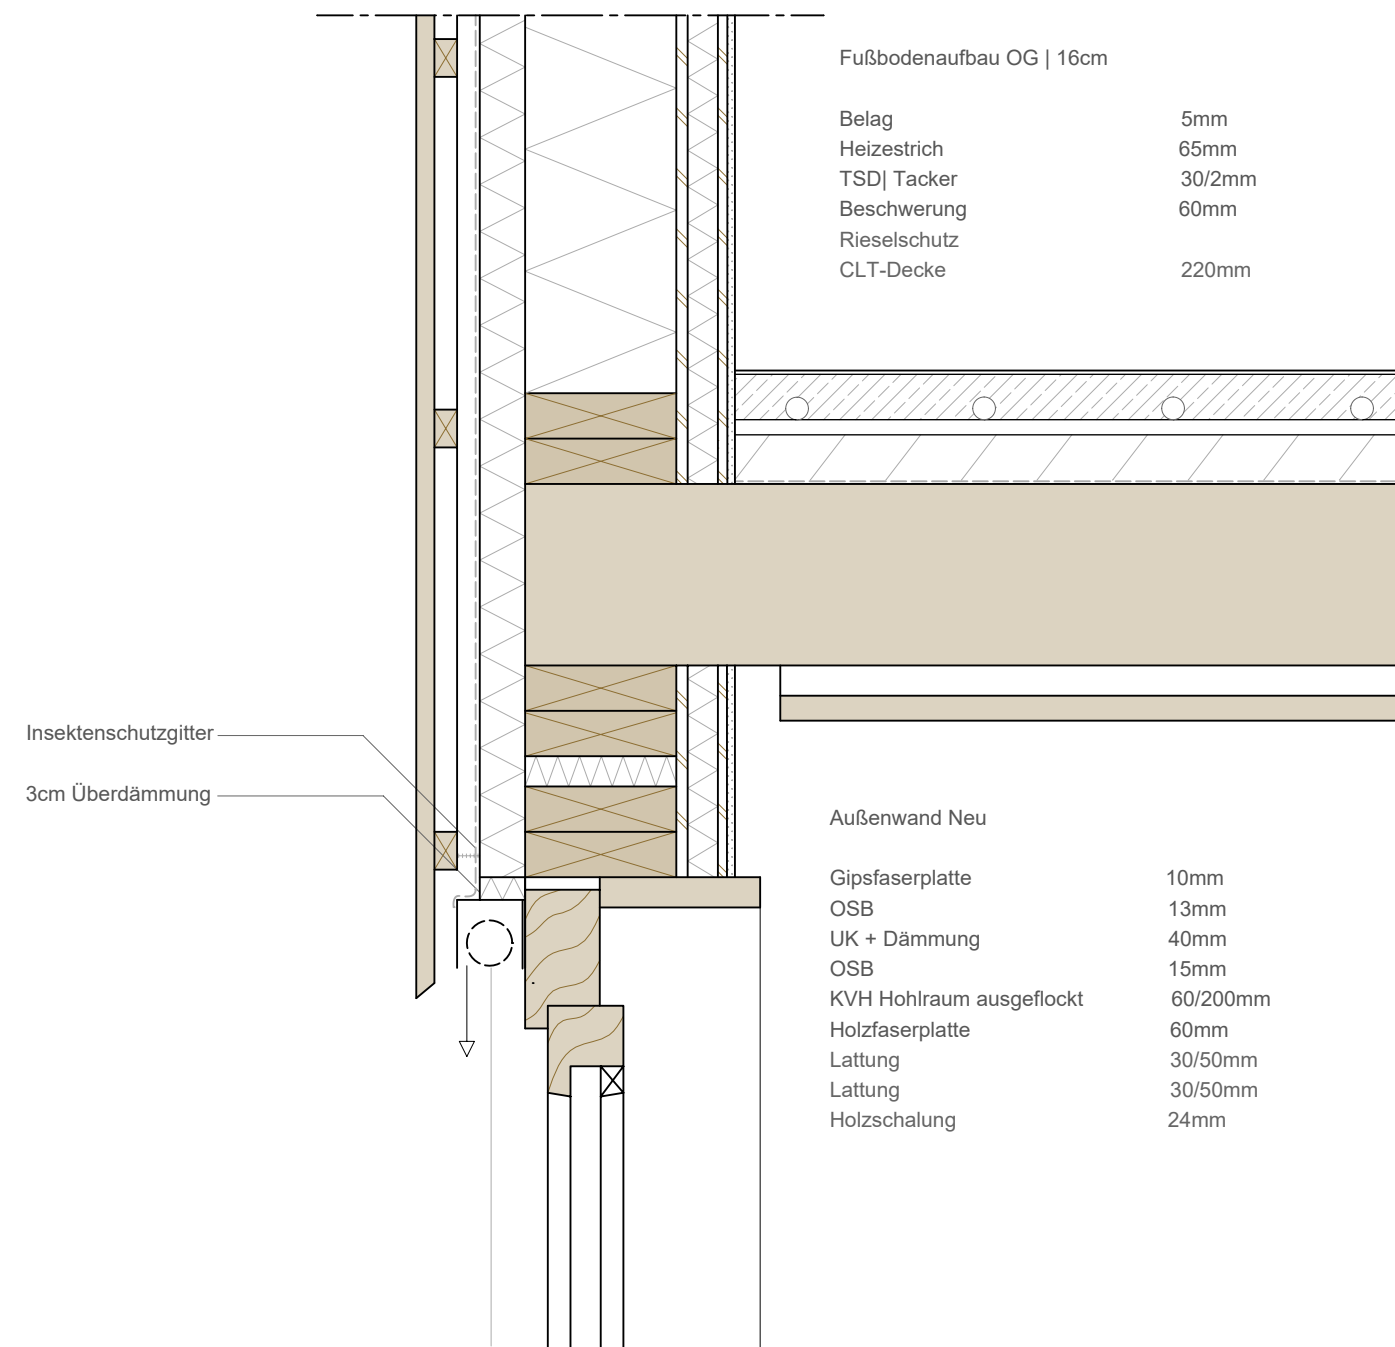 Fußbodenaufbau OG | 16cm
Belag 5mm
Heizestrich 65mm
TSD| Tacker 30/2mm
Beschwerung 60mm
Rieselschutz
CLT-Decke 220mm
Insektenschutzgitter
3cm Überdämmung
Außenwand Neu
Gipsfaserplatte 10mm
OSB 13mm
UK + Dämmung 40mm
OSB 15mm
KVH Hohlraum ausgeflockt 60/200mm
Holzfaserplatte 60mm
Lattung 30/50mm
Lattung 30/50mm
Holzschalung 24mm